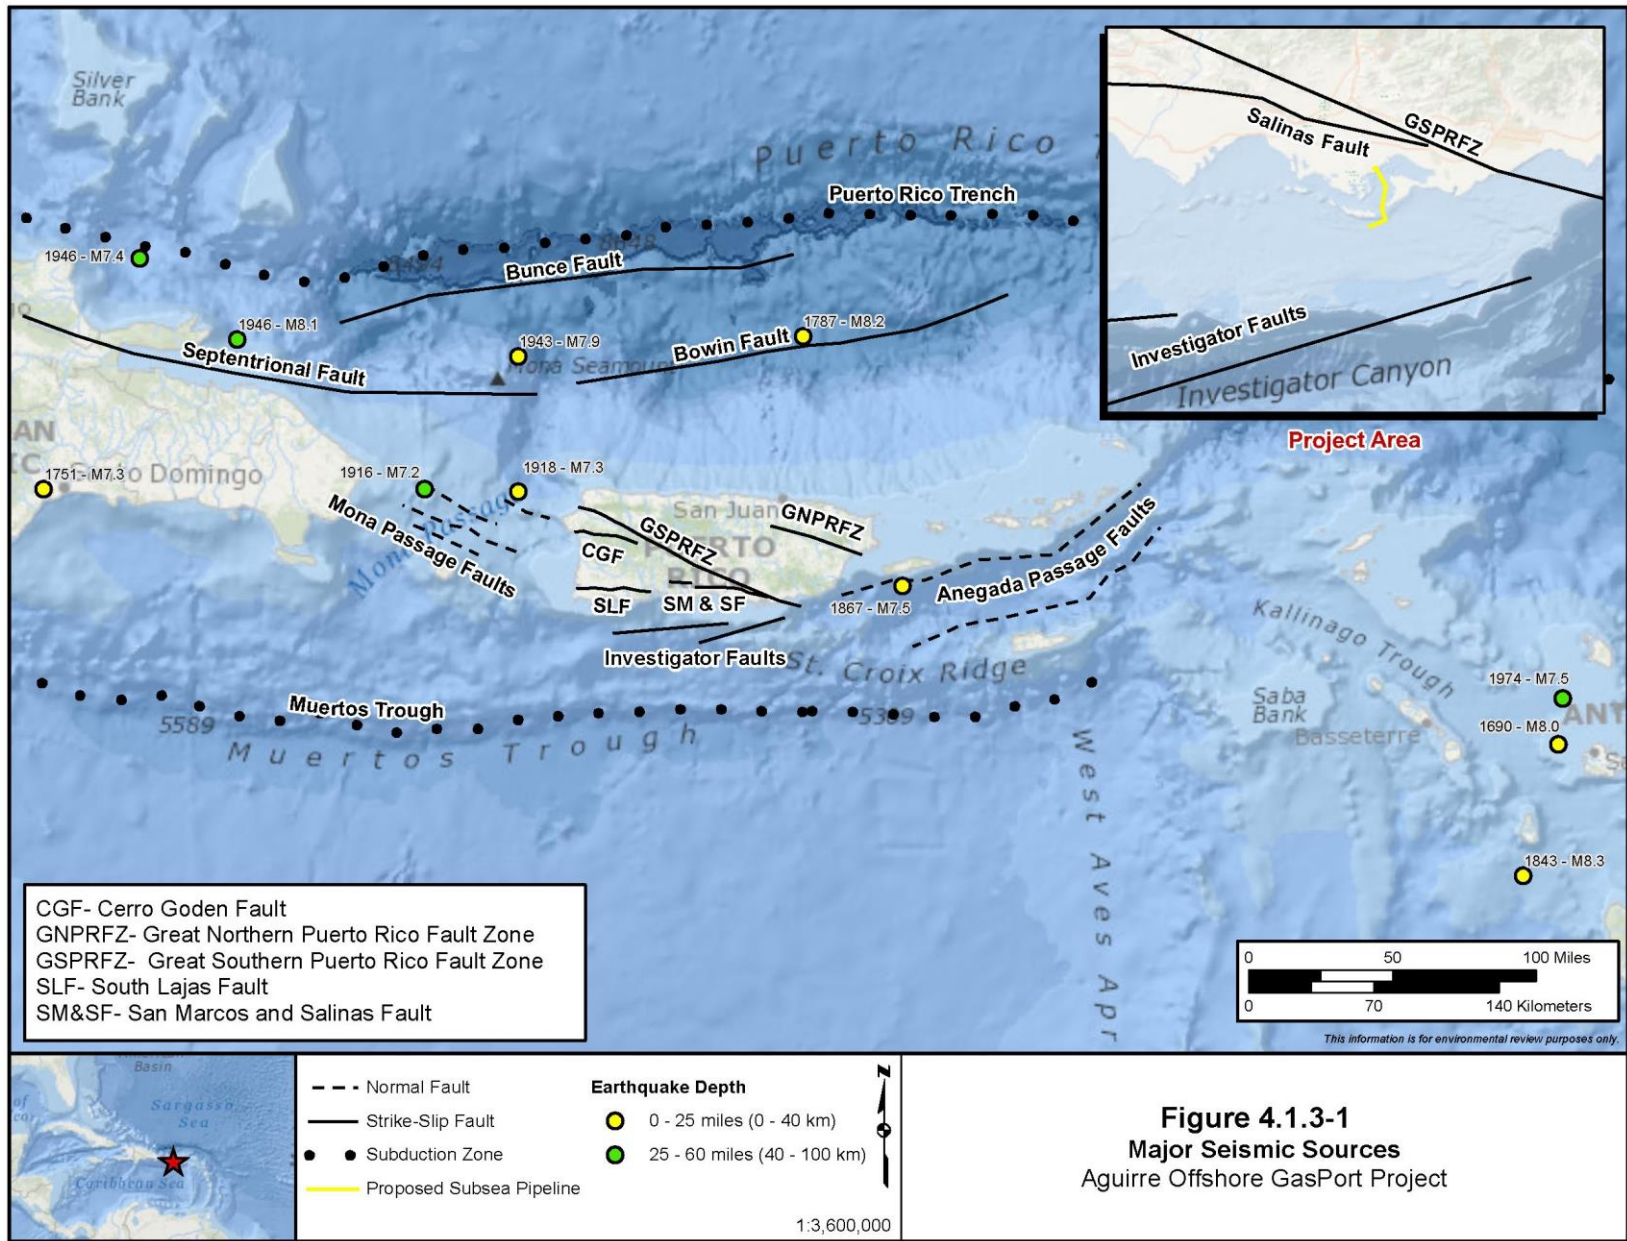 Silver
Bank
Puerto Rico T
Puerto Rico Trench
1946 - M7.4
8648
Bunce Fault
1946 - M8.1
1943 - M7.9
1787 - M8.2
Septentrional Fault
Mona Seamount
Bowin Fault
Salinas Fault
GSPRFZ
Investigator Faults
Investigator Canyon
Project Area
AN
IC
1751 - M7.3
Domingo
1916 - M7.2
1918 - M7.3
Mona Passag
Mona Passage Faults
San Juan
GNPRFZ
GSPRFZ
CGF
RICO
SLF
SM & SF
1867 - M7.5
Anegada Passage Faults
Investigator Faults
St. Croix Ridge
Kallinago Trough
Muertos Trough
5589
5389
Muertos Trough
West Aves Apr
Saba
Bank
Basseterre
1974 - M7.5
ANT
1690 - M8.0
1843 - M8.3
CGF- Cerro Goden Fault
GNPRFZ- Great Northern Puerto Rico Fault Zone
GSPRFZ- Great Southern Puerto Rico Fault Zone
SLF- South Lajas Fault
SM&SF- San Marcos and Salinas Fault
0 50 100 Miles
0 70 140 Kilometers
This information is for environmental review purposes only.
Basin
Sargasso
Sea
Caribbean Sea
Normal Fault
Strike-Slip Fault
Subduction Zone
Proposed Subsea Pipeline
Earthquake Depth
0 - 25 miles (0 - 40 km)
25 - 60 miles (40 - 100 km)
N
1:3,600,000
Figure 4.1.3-1
Major Seismic Sources
Aguirre Offshore GasPort Project